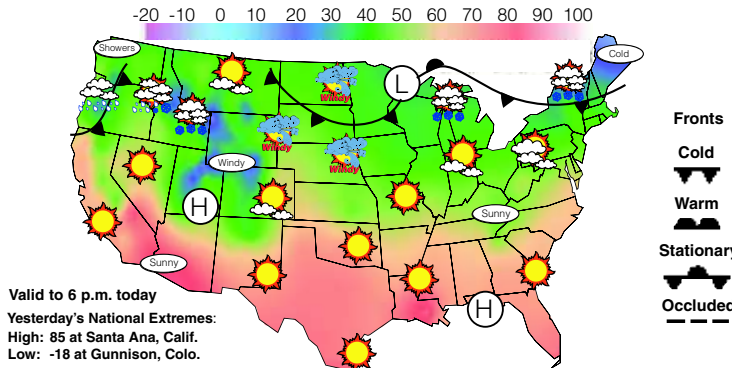 -20 -10 0 10 20 30 40 50 60 70 80 90 100
Showers
Cold
Windy
L
Windy
Windy
Windy
H
Sunny
Sunny
H
Fronts
Cold
Warm
Stationary
Occluded
Valid to 6 p.m. today
Yesterday's National Extremes:
High: 85 at Santa Ana, Calif.
Low: -18 at Gunnison, Colo.